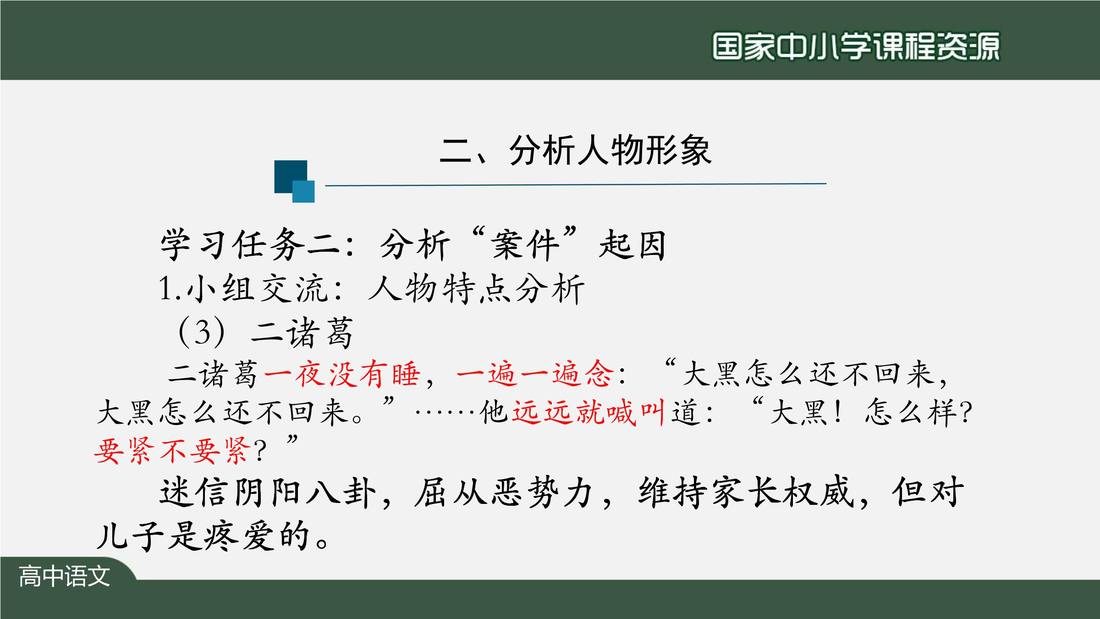 国家中小学课程资源
二、分析人物形象
学习任务二：分析“案件”起因
1.小组交流：人物特点分析
（3）二诸葛
二诸葛一夜没有睡，一遍一遍念：“大黑怎么还不回来，
大黑怎么还不回来。”……他远远就喊叫道：“大黑！怎么样？
要紧不要紧？”
迷信阴阳八卦，屈从恶势力，维持家长权威，但对
儿子是疼爱的。
高中语文